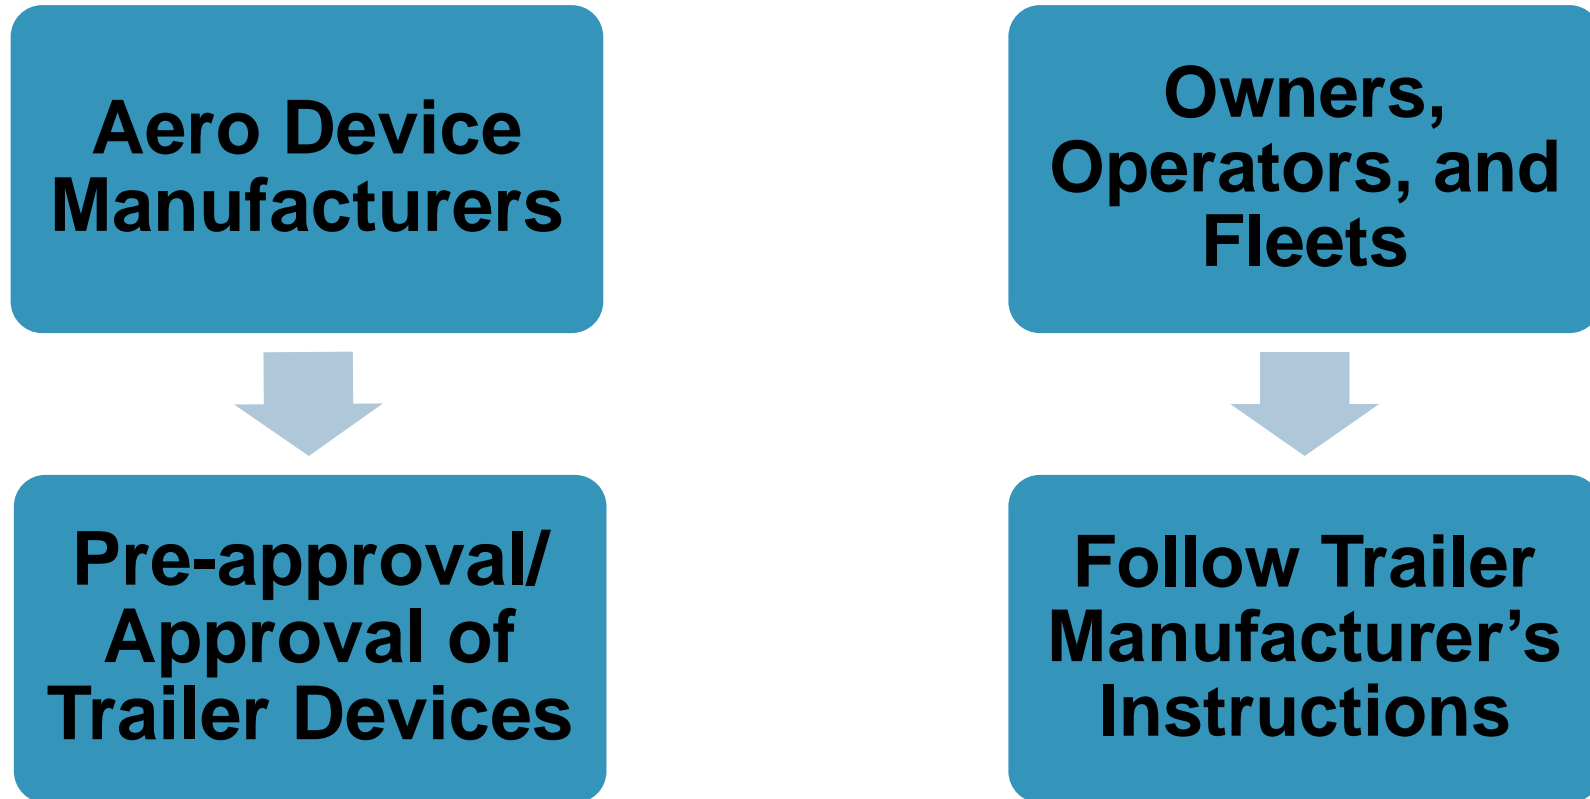 Aero Device
Manufacturers
Pre-approval/
Approval of
Trailer Devices
Owners,
Operators, and
Fleets
Follow Trailer
Manufacturer’s
Instructions